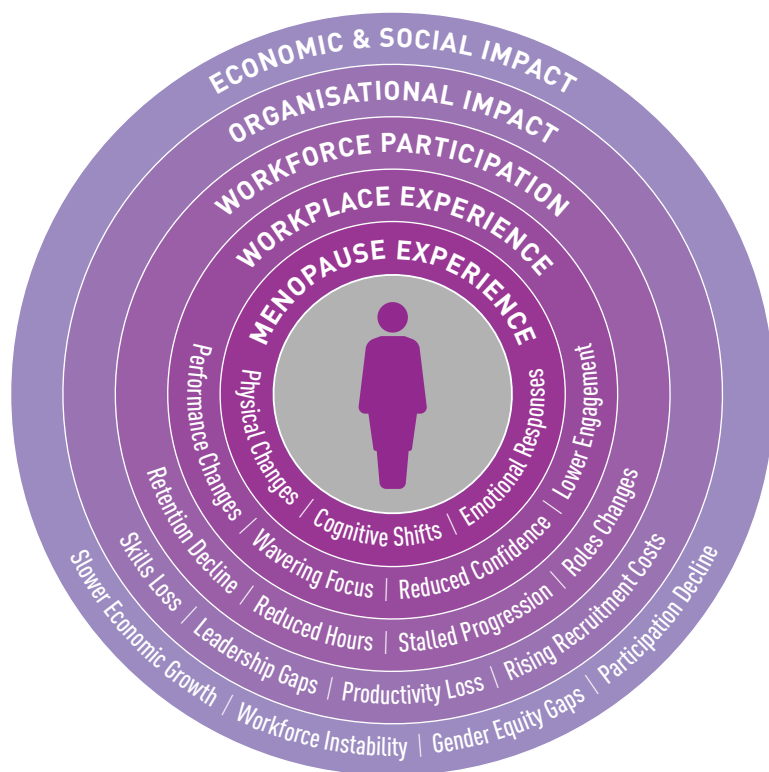 ECONOMIC & SOCIAL IMPACT
ORGANISATIONAL IMPACT
WORKFORCE PARTICIPATION
WORKPLACE EXPERIENCE
MENOPAUSE EXPERIENCE
Physical Changes | Cognitive Shifts | Emotional Responses
Performance Changes | Wavering Focus | Reduced Confidence | Lower Engagement
Retention Decline | Reduced Hours | Stalled Progression | Roles Changes
Skills Loss | Leadership Gaps | Productivity Loss | Rising Recruitment Costs
Slower Economic Growth | Workforce Instability | Gender Equity Gaps | Participation Decline